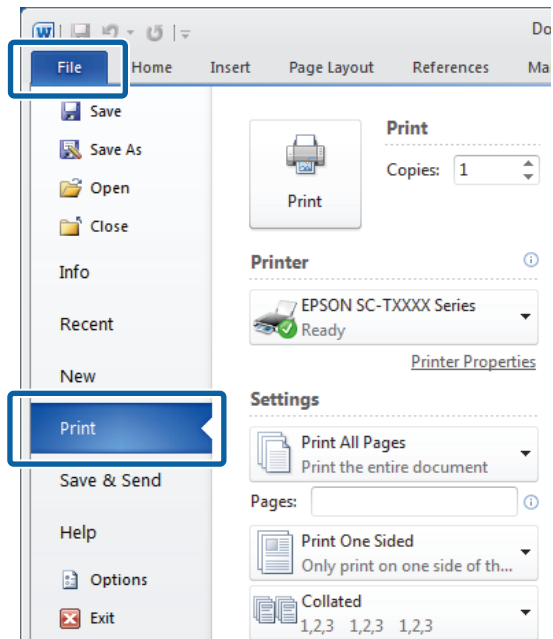 W
Do
File Home Insert Page Layout References Ma
Save
Save As
Open
Close
Info
Recent
New
Print
Save & Send
Help
Options
Exit
Print
Print
Copies: 1
Printer
EPSON SC-TXXXX Series
Ready
Printer Properties
Settings
Print All Pages
Print the entire document
Pages:
Print One Sided
Only print on one side of th...
Collated
1,2,3 1,2,3 1,2,3